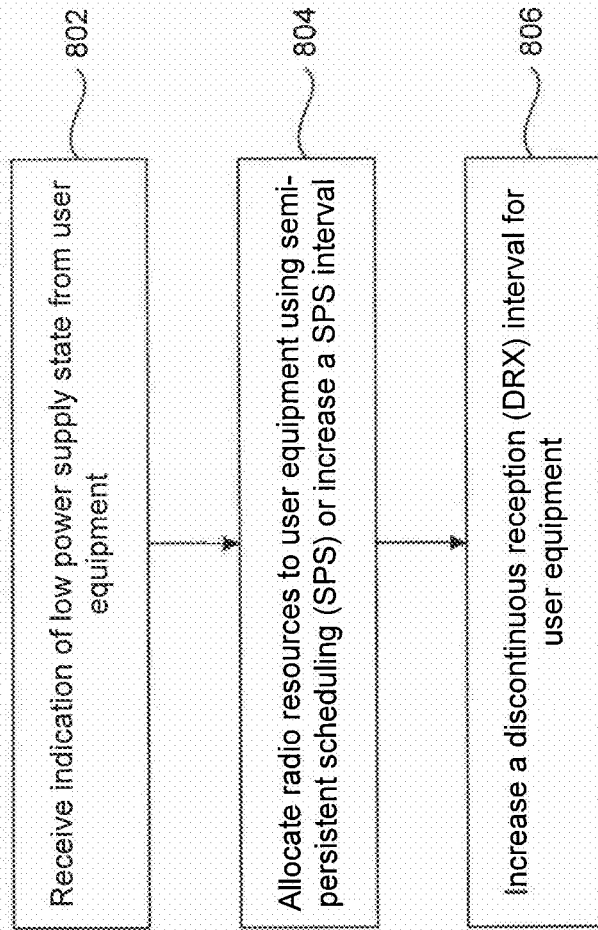 Receive indication of low power supply state from user
equipment
802
Allocate radio resources to user equipment using semi-
persistent scheduling (SPS) or increase a SPS interval
804
Increase a discontinuous reception (DRX) interval for
user equipment
806